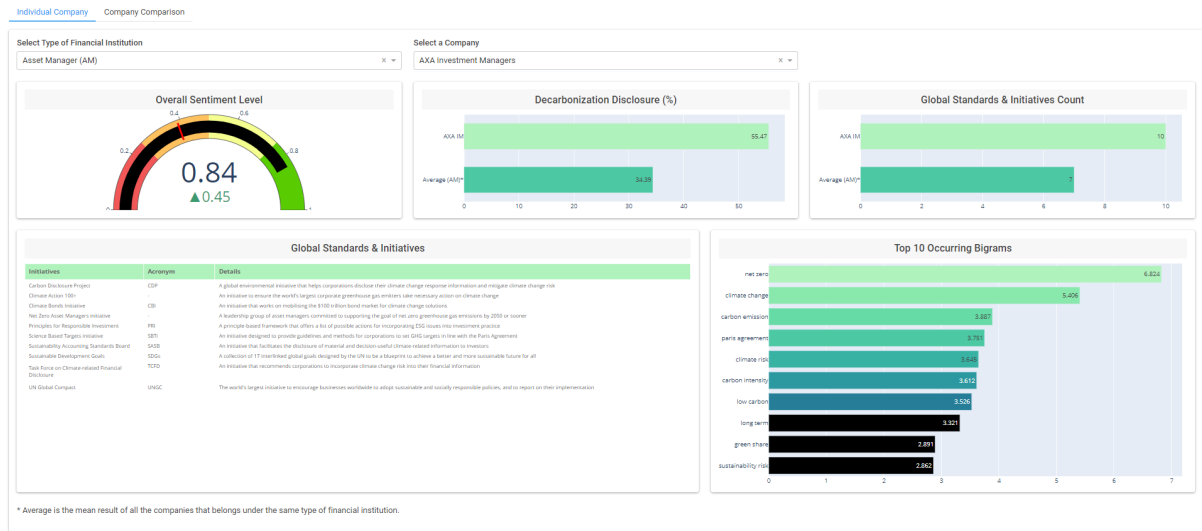 Individual Company Company Comparison
Select Type of Financial Institution Select a Company
Asset Manager (AM) × AXA Investment Managers ×
Overall Sentiment Level
0
0.2
0.4
0.6
0.8
1
0.84
▲0.45
Decarbonization Disclosure (%)
AXA IM 55.47
Average (AM)* 34.39
0 10 20 30 40 50
Global Standards & Initiatives Count
AXA IM 10
Average (AM)* 7
0 2 4 6 8 10
Global Standards & Initiatives
Initiatives Acronym Details
Carbon Disclosure Project CDP A global environmental initiative that helps corporations disclose their climate change response information and mitigate climate change risk
Climate Action 100+ - An initiative to ensure the world's largest corporate greenhouse gas emitters take necessary action on climate change
Climate Bonds Initiative CBI An initiative that works on mobilising the $100 trillion bond market for climate change solutions
Net Zero Asset Managers initiative - A leadership group of asset managers committed to supporting the goal of net zero greenhouse gas emissions by 2050 or sooner
Principles for Responsible Investment PRI A principle-based framework that offers a list of possible actions for incorporating ESG issues into investment practice
Science Based Targets initiative SBTi An initiative designed to provide guidelines and methods for corporations to set GHG targets in line with the Paris Agreement
Sustainability Accounting Standards Board SASB An initiative that facilitates the disclosure of material and decision-useful climate-related information to investors
Sustainable Development Goals SDGs A collection of 17 interlinked global goals designed by the UN to be a blueprint to achieve a better and more sustainable future for all
Task Force on Climate-related Financial TCFD An initiative that recommends corporations to incorporate climate change risk into their financial information
Disclosure
UN Global Compact UNGC The world's largest initiative to encourage businesses worldwide to adopt sustainable and socially responsible policies, and to report on their implementation
Top 10 Occurring Bigrams
net zero 6.824
climate change 5.406
carbon emission 3.887
paris agreement 3.751
climate risk 3.648
carbon intensity 3.612
low carbon 3.526
long term 3.321
green share 2.891
sustainability risk 2.862
0 1 2 3 4 5 6 7
* Average is the mean result of all the companies that belongs under the same type of financial institution.